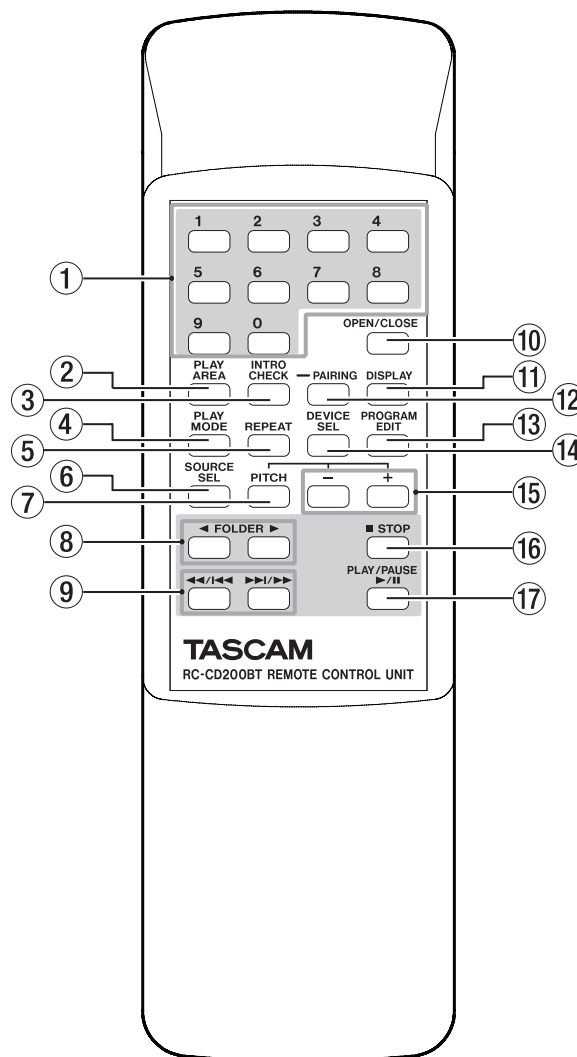 1 2 3 4
① 5 6 7 8
9 0 OPEN/CLOSE ⑩
② PLAY AREA INTRO CHECK PAIRING DISPLAY ⑪
③ ⑫
④ PLAY MODE REPEAT DEVICE SEL PROGRAM EDIT ⑬
⑤ ⑭
⑥ SOURCE SEL PITCH − + ⑮
⑦
⑧ ◄ FOLDER ► ■ STOP ⑯
⑨ ◄◄/I◄◄ ►►I/►► PLAY/PAUSE ►/II ⑰
TASCAM
RC-CD200BT REMOTE CONTROL UNIT